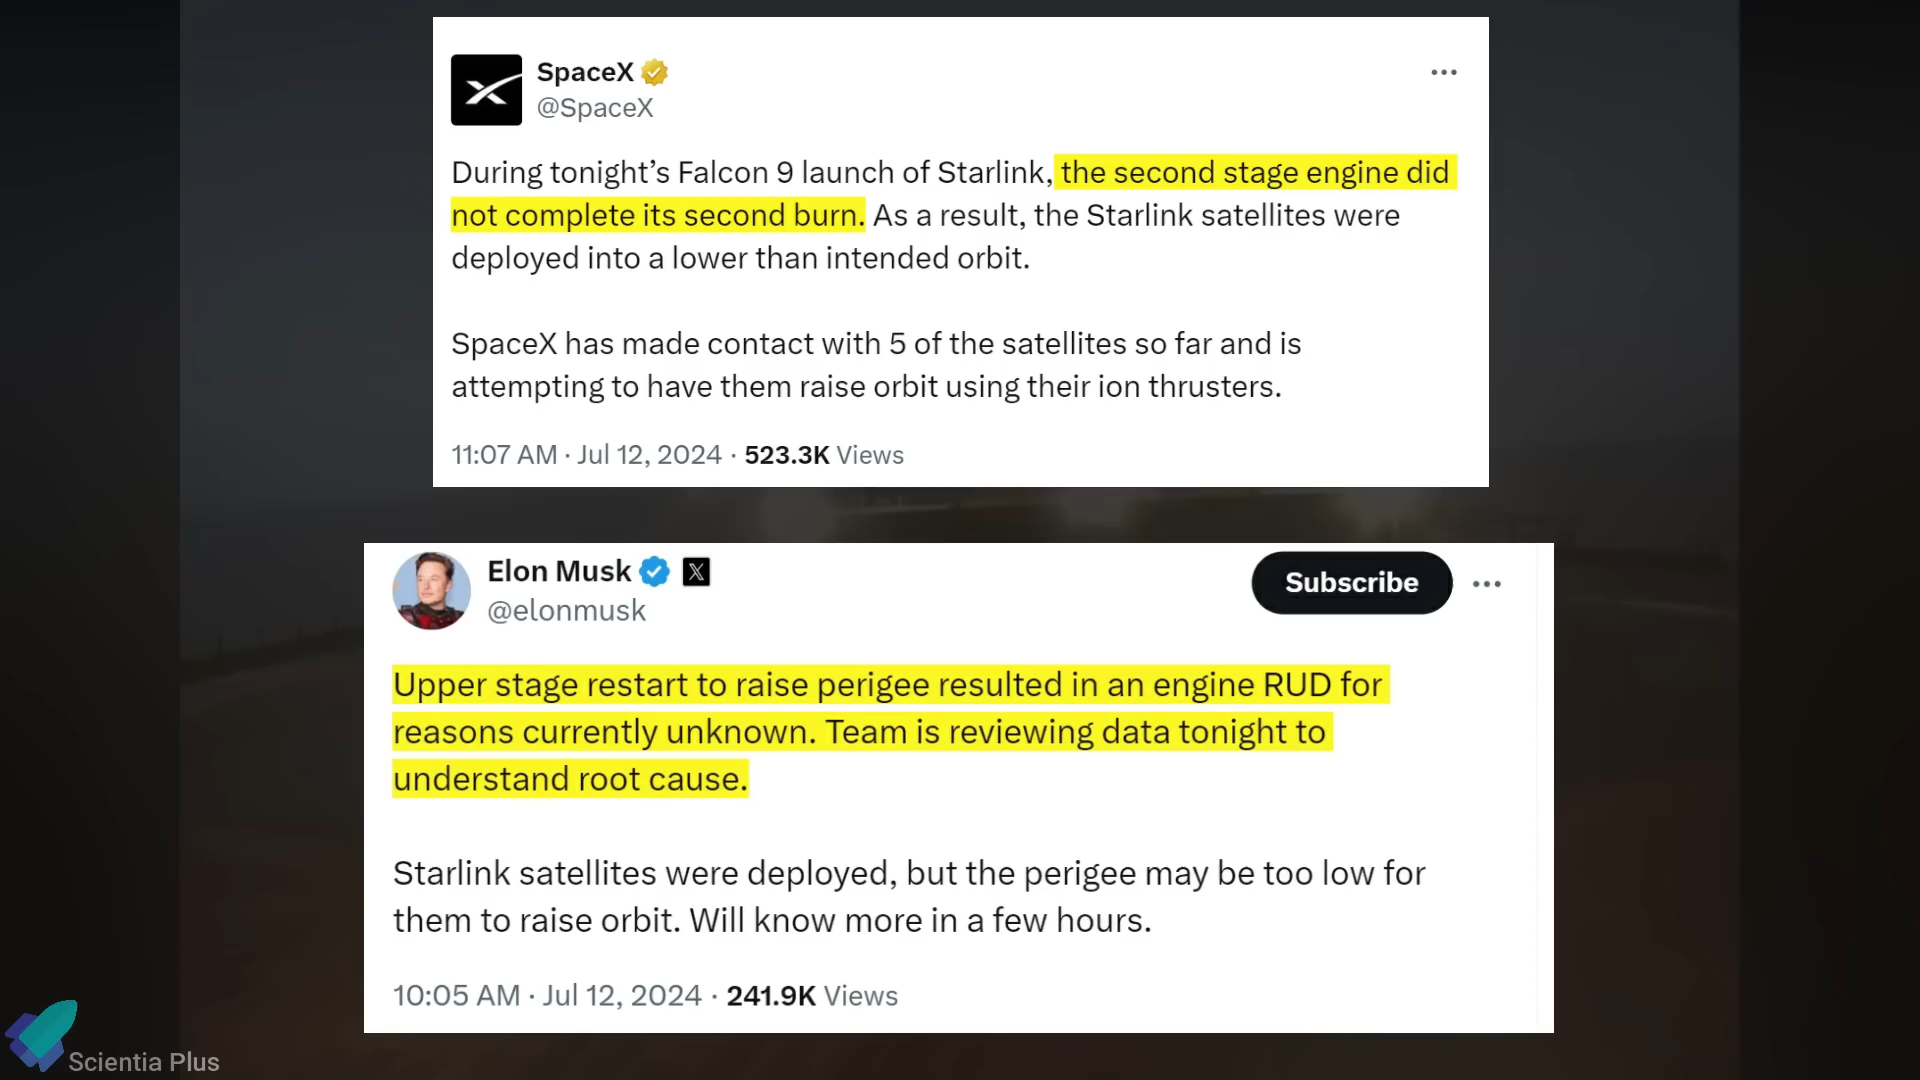 SpaceX
@SpaceX
During tonight’s Falcon 9 launch of Starlink, the second stage engine did
not complete its second burn. As a result, the Starlink satellites were
deployed into a lower than intended orbit.
SpaceX has made contact with 5 of the satellites so far and is
attempting to have them raise orbit using their ion thrusters.
11:07 AM · Jul 12, 2024 · 523.3K Views
Elon Musk
@elonmusk
Subscribe
Upper stage restart to raise perigee resulted in an engine RUD for
reasons currently unknown. Team is reviewing data tonight to
understand root cause.
Starlink satellites were deployed, but the perigee may be too low for
them to raise orbit. Will know more in a few hours.
10:05 AM · Jul 12, 2024 · 241.9K Views
Scientia Plus